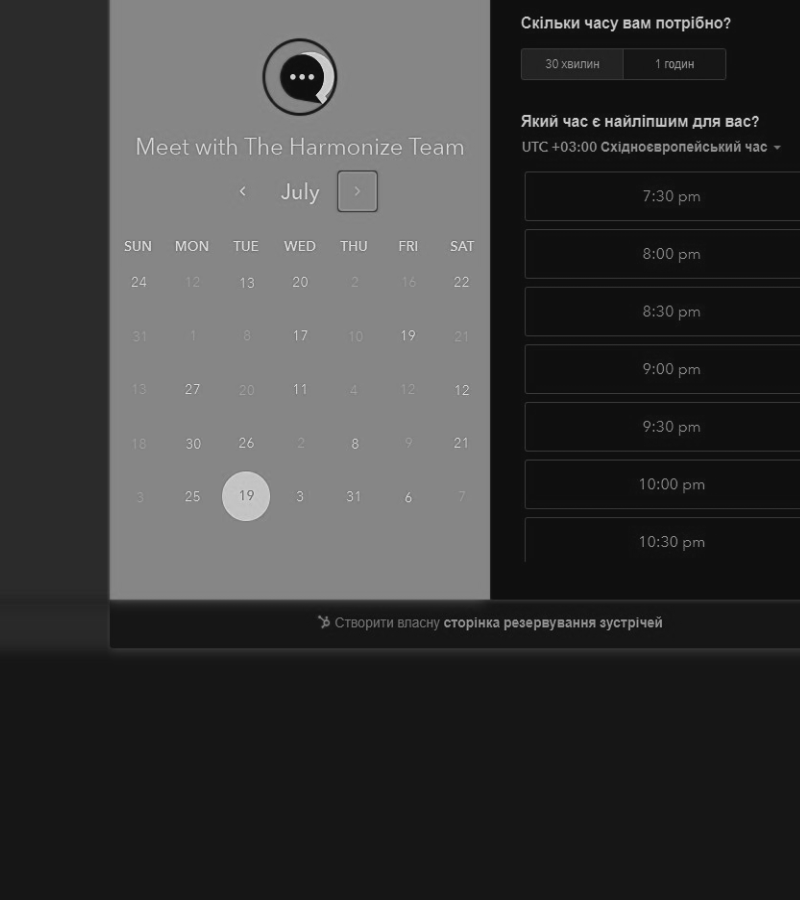 Meet with The Harmonize Team
July
SUN MON TUE WED THU FRI SAT
24 12 13 20 2 16 22
31 1 8 17 10 19 21
13 27 20 11 4 12 12
18 30 26 2 8 9 21
3 25 19 3 31 6 7
Скільки часу вам потрібно?
30 хвилин 1 годин
Який час є найліпшим для вас?
UTC +03:00 Східноєвропейський час
7:30 pm
8:00 pm
8:30 pm
9:00 pm
9:30 pm
10:00 pm
10:30 pm
Створити власну сторінка резервування зустрічей